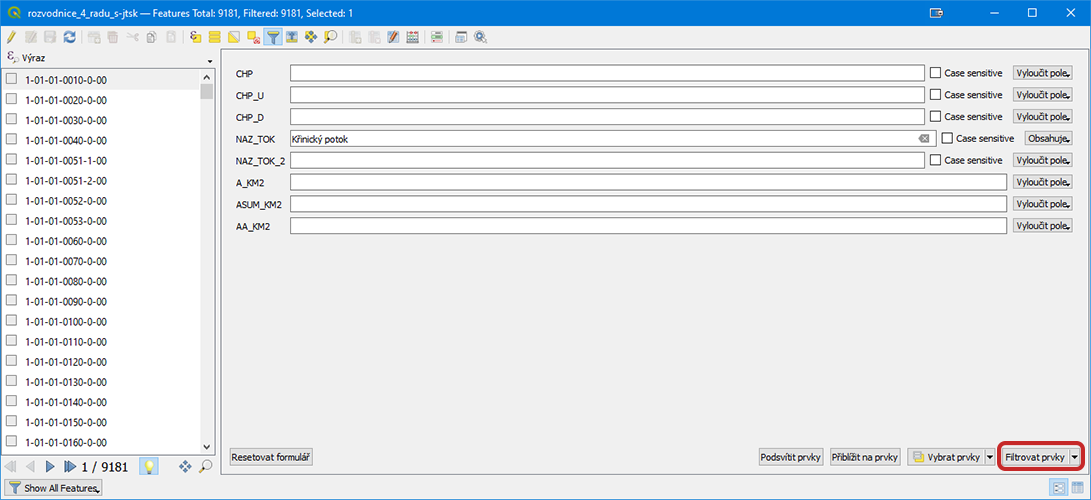 rozvodnice_4_radu_s-jtsk — Features Total: 9181, Filtered: 9181, Selected: 1
Výraz
1-01-01-0010-0-00
1-01-01-0020-0-00
1-01-01-0030-0-00
1-01-01-0040-0-00
1-01-01-0051-1-00
1-01-01-0051-2-00
1-01-01-0052-0-00
1-01-01-0053-0-00
1-01-01-0060-0-00
1-01-01-0070-0-00
1-01-01-0080-0-00
1-01-01-0090-0-00
1-01-01-0100-0-00
1-01-01-0110-0-00
1-01-01-0120-0-00
1-01-01-0130-0-00
1-01-01-0140-0-00
1-01-01-0150-0-00
1-01-01-0160-0-00
1 / 9181
Show All Features
CHP Case sensitive Vyloučit pole
CHP_U Case sensitive Vyloučit pole
CHP_D Case sensitive Vyloučit pole
NAZ_TOK Křinický potok Case sensitive Obsahuje
NAZ_TOK_2 Case sensitive Vyloučit pole
A_KM2 Vyloučit pole
ASUM_KM2 Vyloučit pole
AA_KM2 Vyloučit pole
Resetovat formulář Podsvítit prvky Přiblížit na prvky Vybrat prvky Filtrovat prvky